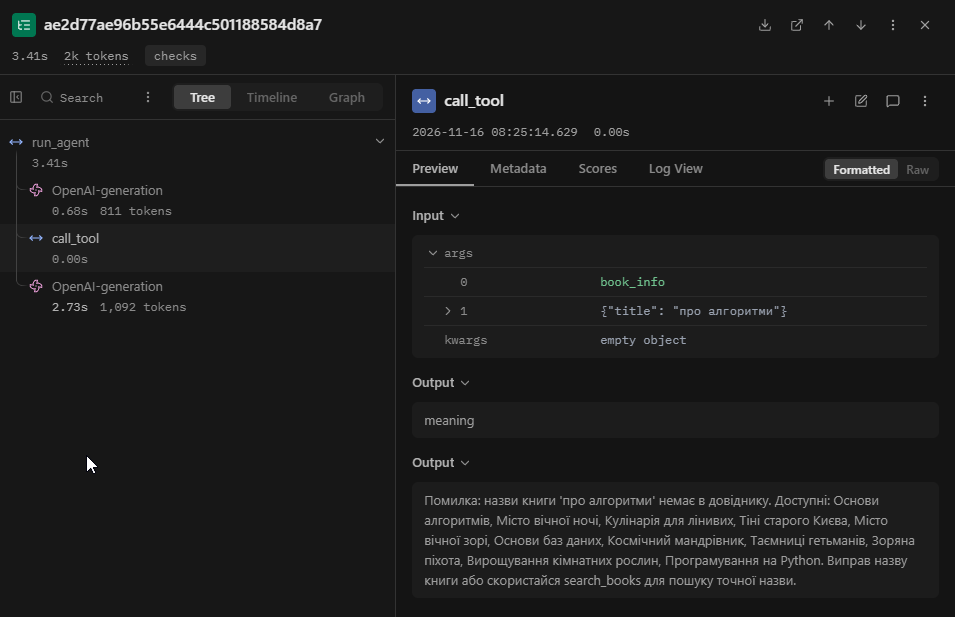 ae2d77ae96b55e6444c501188584d8a7
3.41s 2k tokens checks
Search Tree Timeline Graph
run_agent
3.41s
OpenAI-generation
0.68s 811 tokens
call_tool
0.00s
OpenAI-generation
2.73s 1,092 tokens
call_tool
2026-11-16 08:25:14.629 0.00s
Preview Metadata Scores Log View Formatted Raw
Input
args
0 book_info
1 {"title": "про алгоритми"}
kwargs empty object
Output
meaning
Output
Помилка: назви книги 'про алгоритми' немає в довіднику. Доступні: Основи
алгоритмів, Місто вічної ночі, Кулінарія для лінивих, Тіні старого Києва, Місто
вічної зорі, Основи баз даних, Космічний мандрівник, Таємниці гетьманів, Зоряна
піхота, Вирощування кімнатних рослин, Програмування на Python. Виправ назву
книги або скористайся search_books для пошуку точної назви.